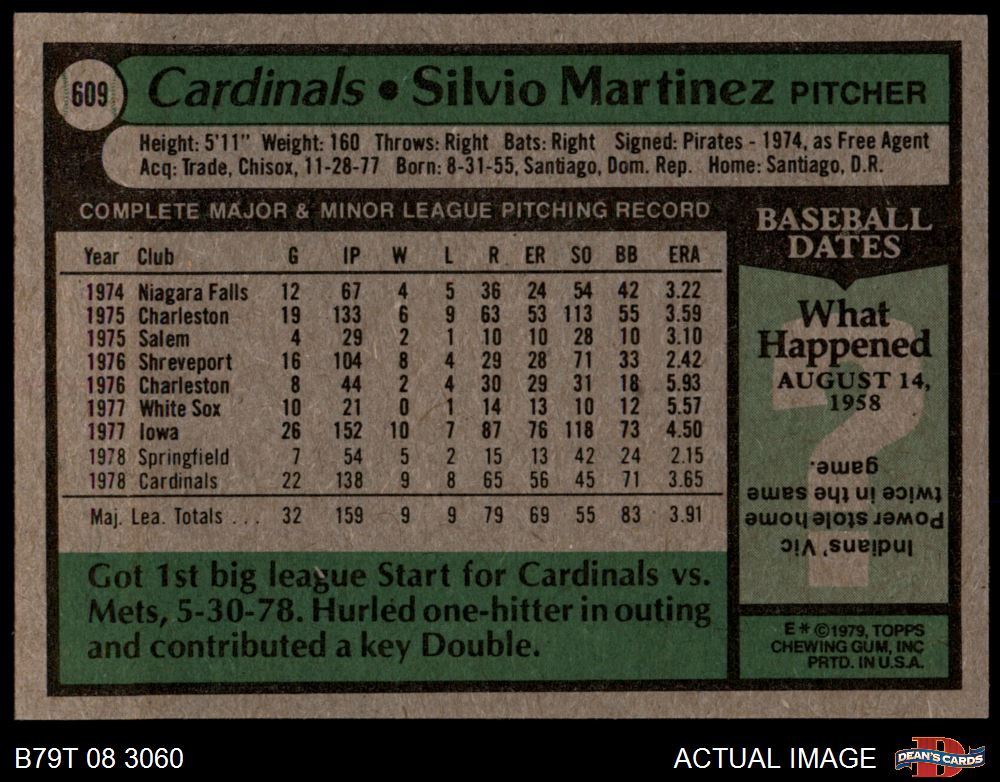 609
Cardinals • Silvio Martinez PITCHER
Height: 5'11" Weight: 160 Throws: Right Bats: Right Signed: Pirates - 1974, as Free Agent
Acq: Trade, Chisox, 11-28-77 Born: 8-31-55, Santiago, Dom. Rep. Home: Santiago, D.R.
COMPLETE MAJOR & MINOR LEAGUE PITCHING RECORD
Year Club G IP W L R ER SO BB ERA
1974 Niagara Falls 12 67 4 5 36 24 54 42 3.22
1975 Charleston 19 133 6 9 63 53 113 55 3.59
1975 Salem 4 29 2 1 10 10 28 10 3.10
1976 Shreveport 16 104 8 4 29 28 71 33 2.42
1976 Charleston 8 44 2 4 30 29 31 18 5.93
1977 White Sox 10 21 0 1 14 13 10 12 5.57
1977 Iowa 26 152 10 7 87 76 118 73 4.50
1978 Springfield 7 54 5 2 15 13 42 24 2.15
1978 Cardinals 22 138 9 8 65 56 45 71 3.65
Maj. Lea. Totals ... 32 159 9 9 79 69 55 83 3.91
Got 1st big league Start for Cardinals vs.
Mets, 5-30-78. Hurled one-hitter in outing
and contributed a key Double.
BASEBALL
DATES
What
Happened
AUGUST 14,
1958
?
Indians' Vic
Power stole home
twice in the same
game.
E * © 1979, TOPPS
CHEWING GUM, INC
PRTD. IN U.S.A.
B79T 08 3060
ACTUAL IMAGE
D
DEAN'S CARDS